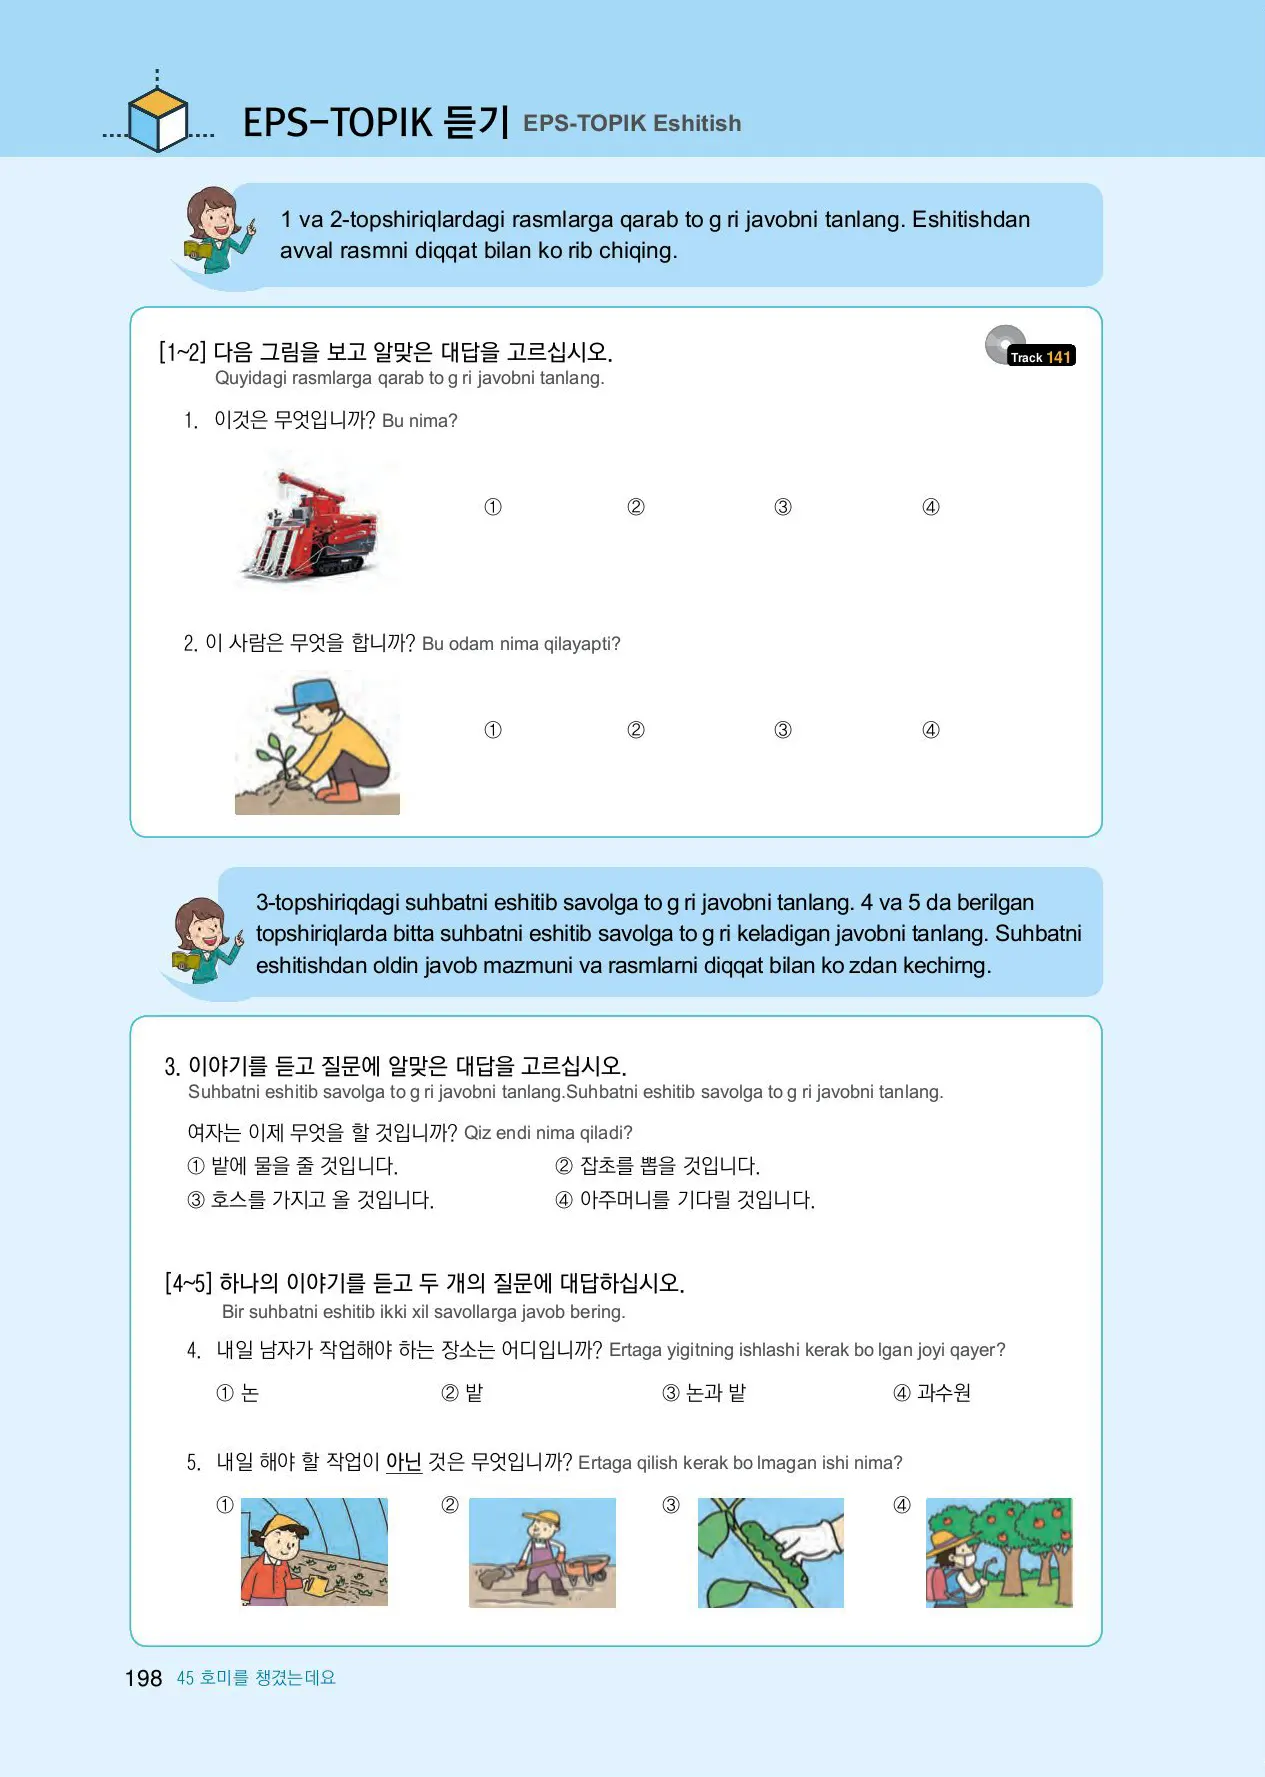 EPS-TOPIK 듣기 EPS-TOPIK Eshitish
1 va 2-topshiriqlardagi rasmlarga qarab to g ri javobni tanlang. Eshitishdan
avval rasmni diqqat bilan ko rib chiqing.
[1~2] 다음 그림을 보고 알맞은 대답을 고르십시오.
Track 141
Quyidagi rasmlarga qarab to g ri javobni tanlang.
1. 이것은 무엇입니까? Bu nima?
① ② ③ ④
2. 이 사람은 무엇을 합니까? Bu odam nima qilayapti?
① ② ③ ④
3-topshiriqdagi suhbatni eshitib savolga to g ri javobni tanlang. 4 va 5 da berilgan
topshiriqlarda bitta suhbatni eshitib savolga to g ri keladigan javobni tanlang. Suhbatni
eshitishdan oldin javob mazmuni va rasmlarni diqqat bilan ko zdan kechirng.
3. 이야기를 듣고 질문에 알맞은 대답을 고르십시오.
Suhbatni eshitib savolga to g ri javobni tanlang.Suhbatni eshitib savolga to g ri javobni tanlang.
여자는 이제 무엇을 할 것입니까? Qiz endi nima qiladi?
① 밭에 물을 줄 것입니다. ② 잡초를 뽑을 것입니다.
③ 호스를 가지고 올 것입니다. ④ 아주머니를 기다릴 것입니다.
[4~5] 하나의 이야기를 듣고 두 개의 질문에 대답하십시오.
Bir suhbatni eshitib ikki xil savollarga javob bering.
4. 내일 남자가 작업해야 하는 장소는 어디입니까? Ertaga yigitning ishlashi kerak bo lgan joyi qayer?
① 논 ② 밭 ③ 논과 밭 ④ 과수원
5. 내일 해야 할 작업이 아닌 것은 무엇입니까? Ertaga qilish kerak bo lmagan ishi nima?
① ② ③ ④
198 45 호미를 챙겼는데요